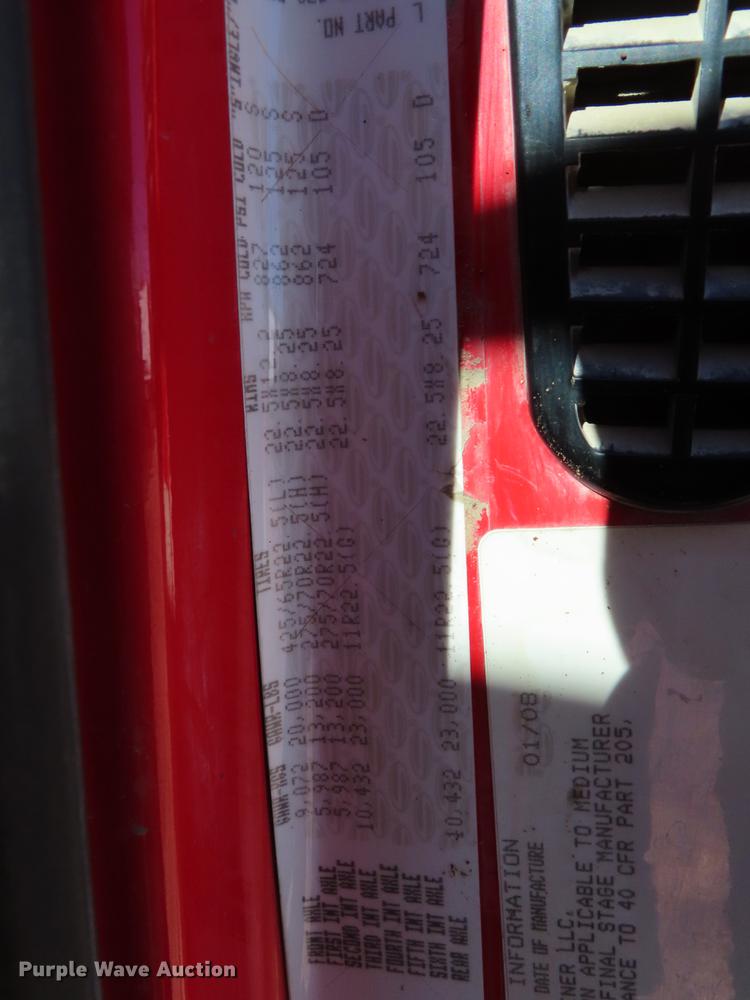 GAWR-KGS GAWR-LBS TIRES RIMS KPA COLD PSI COLD "S"INGLE/
FRONT AXLE 9,072 20,000 425/65R22.5(L) 22.5X12.2 827 120 S
FIRST INT AXLE 5,987 13,200 275/70R22.5(H) 22.5X8.25 862 125 S
SECOND INT AXLE 5,987 13,200 275/70R22.5(H) 22.5X8.25 862 125 S
THIRD INT AXLE 10,432 23,000 11R22.5(G) 22.5X8.25 724 105 D
FOURTH INT AXLE
FIFTH INT AXLE
SIXTH INT AXLE
REAR AXLE 10,432 23,000 11R22.5(G) 22.5X8.25 724 105 D
L PART NO.
INFORMATION
DATE OF MANUFACTURE : 01/08
NER LLC.
N APPLICABLE TO MEDIUM
FINAL STAGE MANUFACTURER
ANCE TO 40 CFR PART 205,
Purple Wave Auction